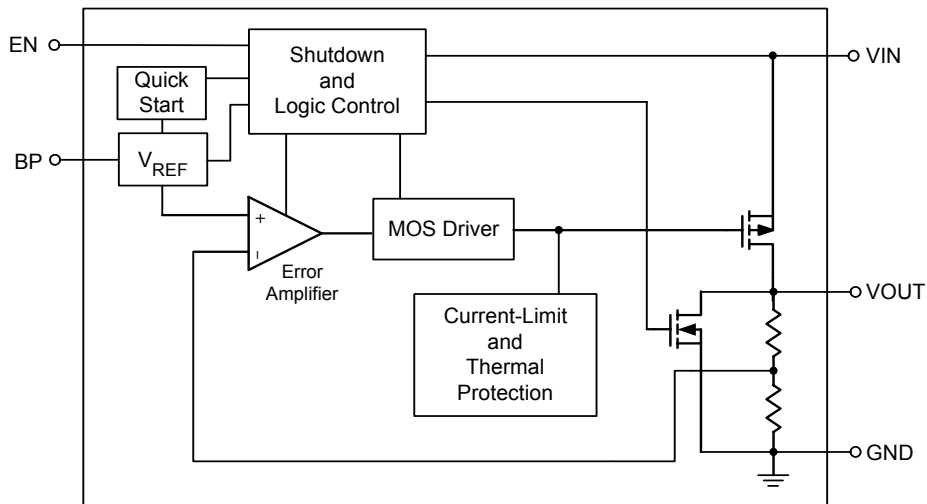 EN
Shutdown
and
Logic Control
VIN
Quick
Start
BP
VREF
+
-
Error
Amplifier
MOS Driver
Current-Limit
and
Thermal
Protection
VOUT
GND